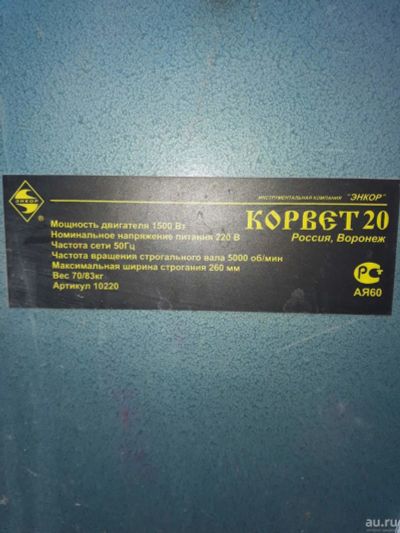 ЭНКОР
®
ИНСТРУМЕНТАЛЬНАЯ КОМПАНИЯ "ЭНКОР"
КОРВЕТ 20
Россия, Воронеж
Мощность двигателя 1500 Вт
Номинальное напряжение питания 220 В
Частота сети 50Гц
Частота вращения строгального вала 5000 об/мин
Максимальная ширина строгания 260 мм
Вес 70/83кг
Артикул 10220
РС
АЯ60
au.ru